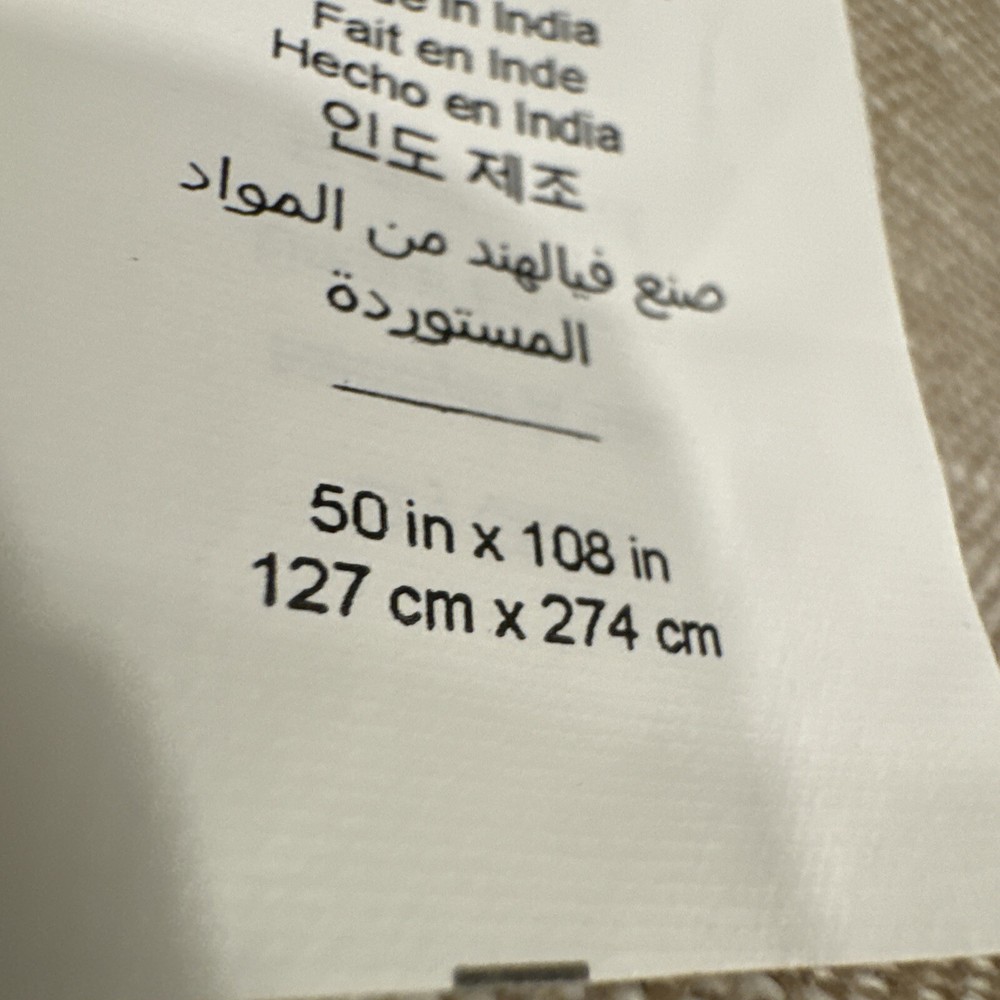 in India
Fait en Inde
Hecho en India
인도 제조
صنع فيالهند من المواد
المستوردة
50 in x 108 in
127 cm x 274 cm